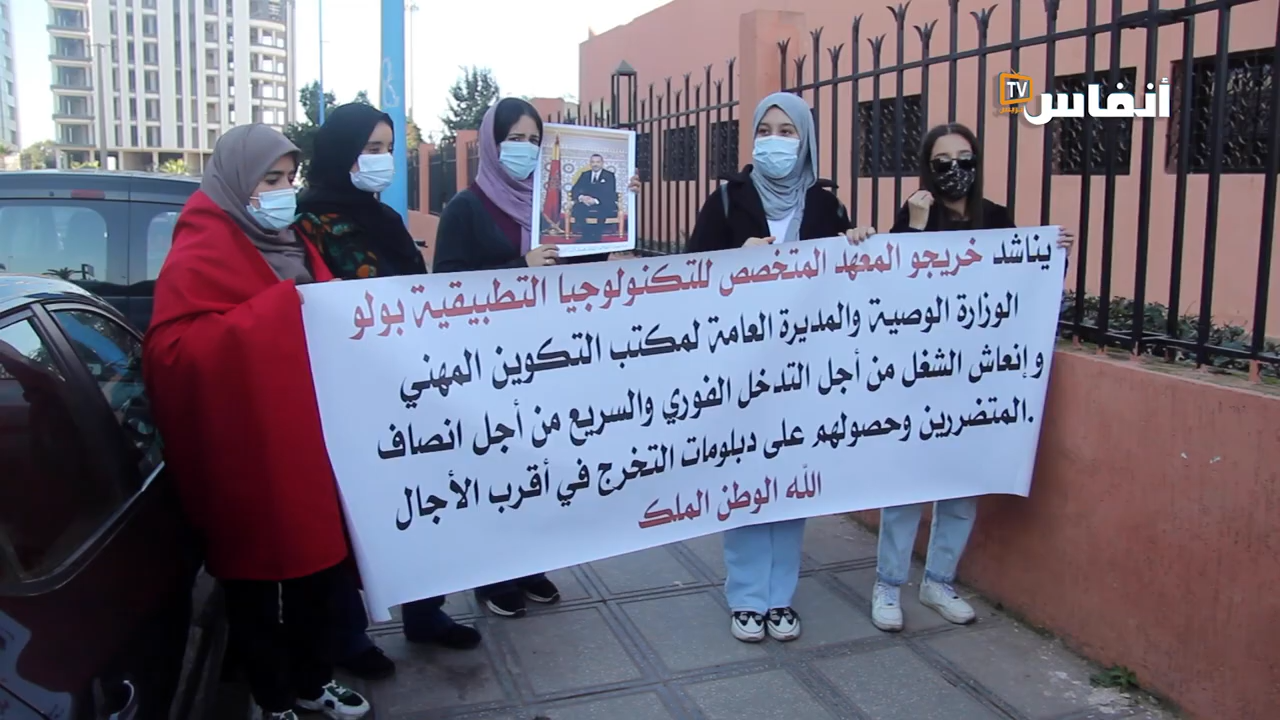 أنفاس
TV
يناشد خريجو المعهد المتخصص للتكنولوجيا التطبيقية بولو
الوزارة الوصية والمديرة العامة لمكتب التكوين المهني
و إنعاش الشغل من أجل التدخل الفوري والسريع من أجل انصاف
المتضررين وحصولهم على دبلومات التخرج في أقرب الأجال.
الله الوطن الملك